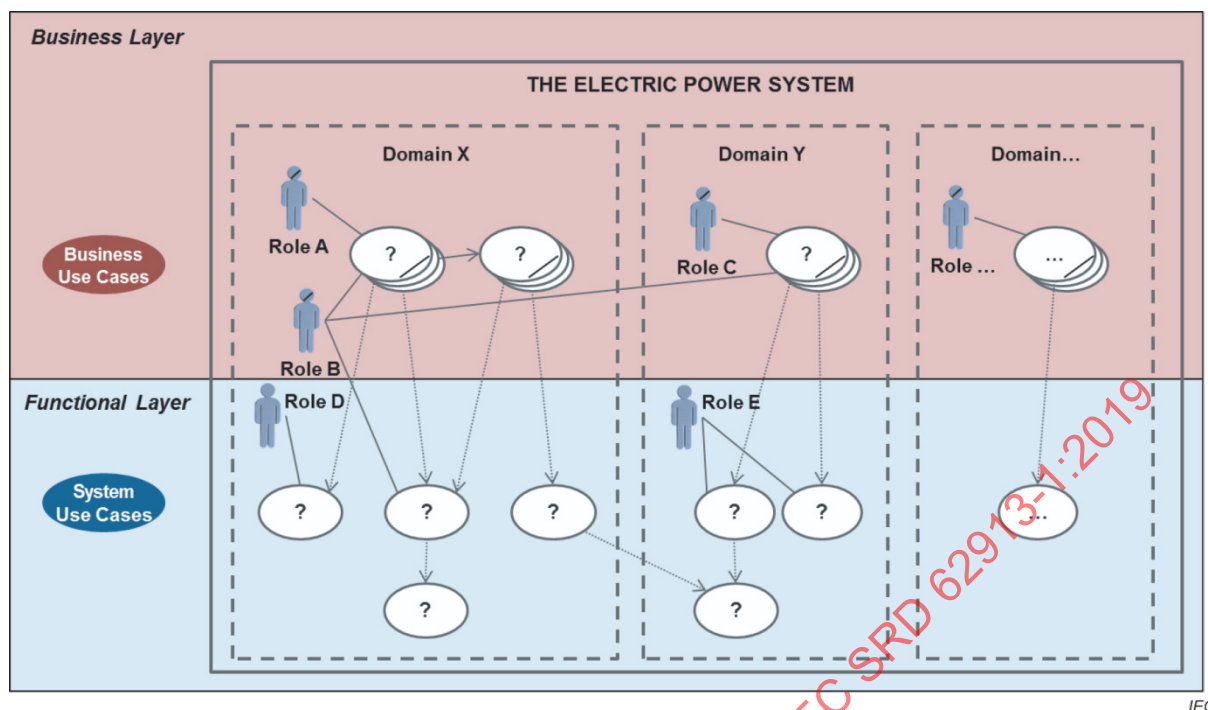 Business Layer
THE ELECTRIC POWER SYSTEM
Domain X
Domain Y
Domain…
Role A
?
?
Role C
?
Role …
...
Business
Use Cases
Role B
Functional Layer
Role D
Role E
System
Use Cases
?
?
?
?
?
...
?
?
IEC SRD 62913-1:2019
IEC